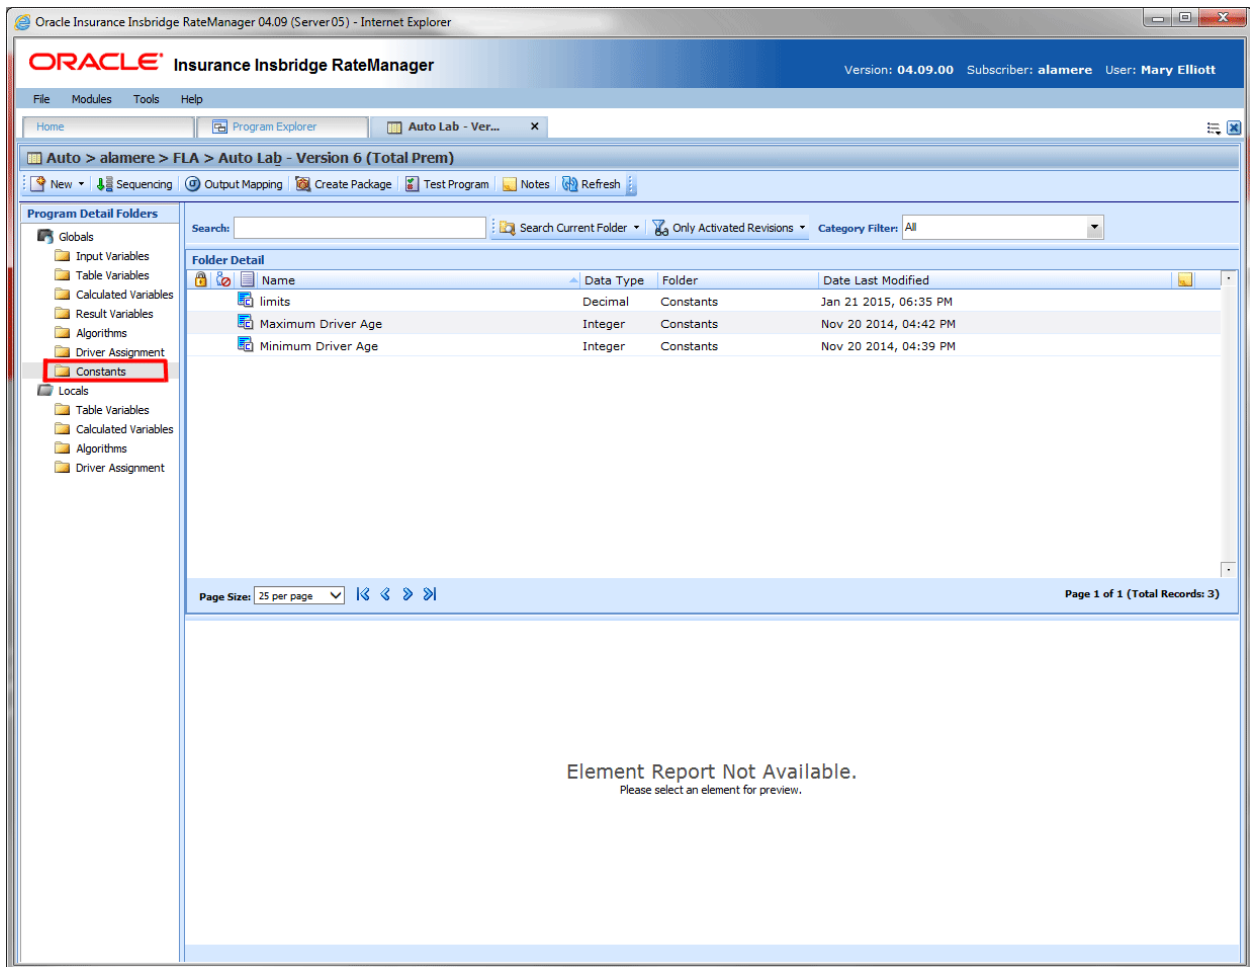 Oracle Insurance Insbridge RateManager 04.09 (Server05) - Internet Explorer
ORACLE Insurance Insbridge RateManager
Version: 04.09.00 Subscriber: alamere User: Mary Elliott
File Modules Tools Help
Home Program Explorer Auto Lab - Ver...
Auto > alamere > FLA > Auto Lab - Version 6 (Total Prem)
New Sequencing Output Mapping Create Package Test Program Notes Refresh
Program Detail Folders
Globals
Input Variables
Table Variables
Calculated Variables
Result Variables
Algorithms
Driver Assignment
Constants
Locals
Table Variables
Calculated Variables
Algorithms
Driver Assignment
Search: Search Current Folder Only Activated Revisions Category Filter: All
Folder Detail
Name Data Type Folder Date Last Modified
limits Decimal Constants Jan 21 2015, 06:35 PM
Maximum Driver Age Integer Constants Nov 20 2014, 04:42 PM
Minimum Driver Age Integer Constants Nov 20 2014, 04:39 PM
Page Size: 25 per page Page 1 of 1 (Total Records: 3)
Element Report Not Available.
Please select an element for preview.